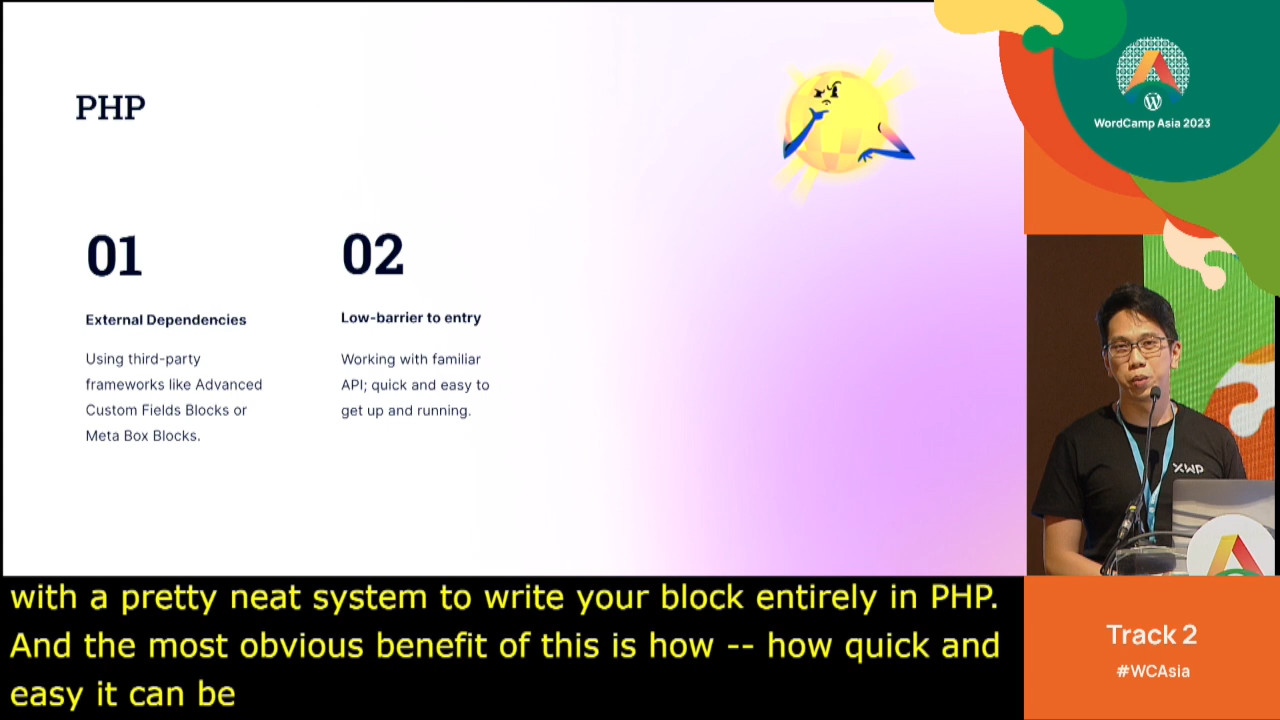 PHP
01
External Dependencies
Using third-party
frameworks like Advanced
Custom Fields Blocks or
Meta Box Blocks.
02
Low-barrier to entry
Working with familiar
API; quick and easy to
get up and running.
WordCamp Asia 2023
XWP
with a pretty neat system to write your block entirely in PHP.
And the most obvious benefit of this is how -- how quick and
easy it can be
Track 2
#WCAsia